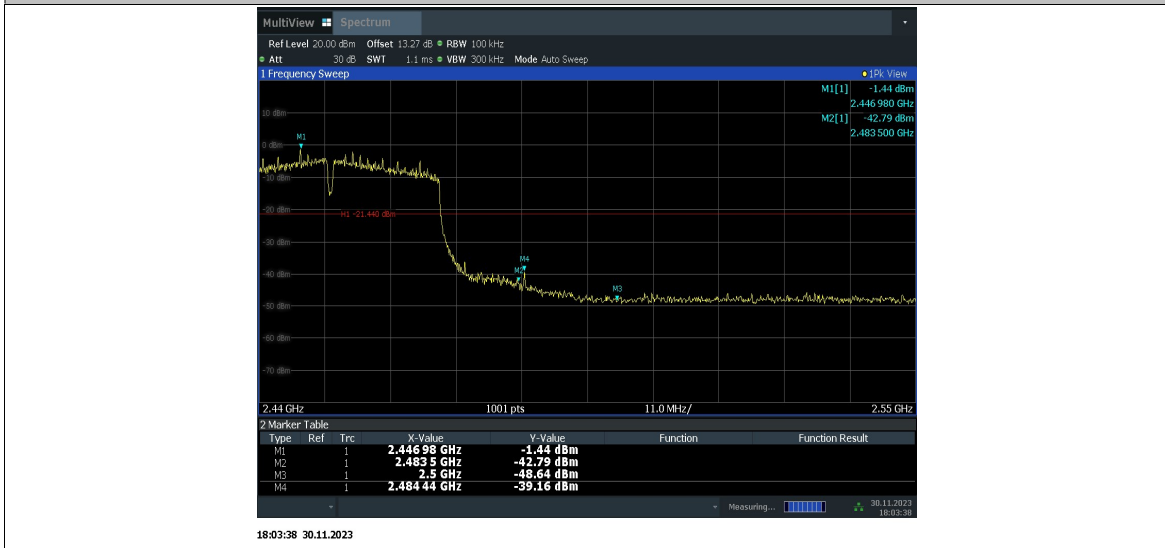 MultiView Spectrum
Ref Level 20.00 dBm Offset 13.27 dB RBW 100 kHz
Att 30 dB SWT 1.1 ms VBW 300 kHz Mode Auto Sweep
1 Frequency Sweep 1Pk View
M1[1] -1.44 dBm
2.446 980 GHz
M2[1] -42.79 dBm
2.483 500 GHz
10 dBm
M1
0 dBm
-10 dBm
-20 dBm
H1 -21.440 dBm
-30 dBm
M4
M2
-40 dBm
M3
-50 dBm
-60 dBm
-70 dBm
2.44 GHz 1001 pts 11.0 MHz/ 2.55 GHz
2 Marker Table
Type Ref Trc X-Value Y-Value Function Function Result
M1 1 2.446 98 GHz -1.44 dBm
M2 1 2.483 5 GHz -42.79 dBm
M3 1 2.5 GHz -48.64 dBm
M4 1 2.484 44 GHz -39.16 dBm
Measuring... 30.11.2023
18:03:38
18:03:38 30.11.2023